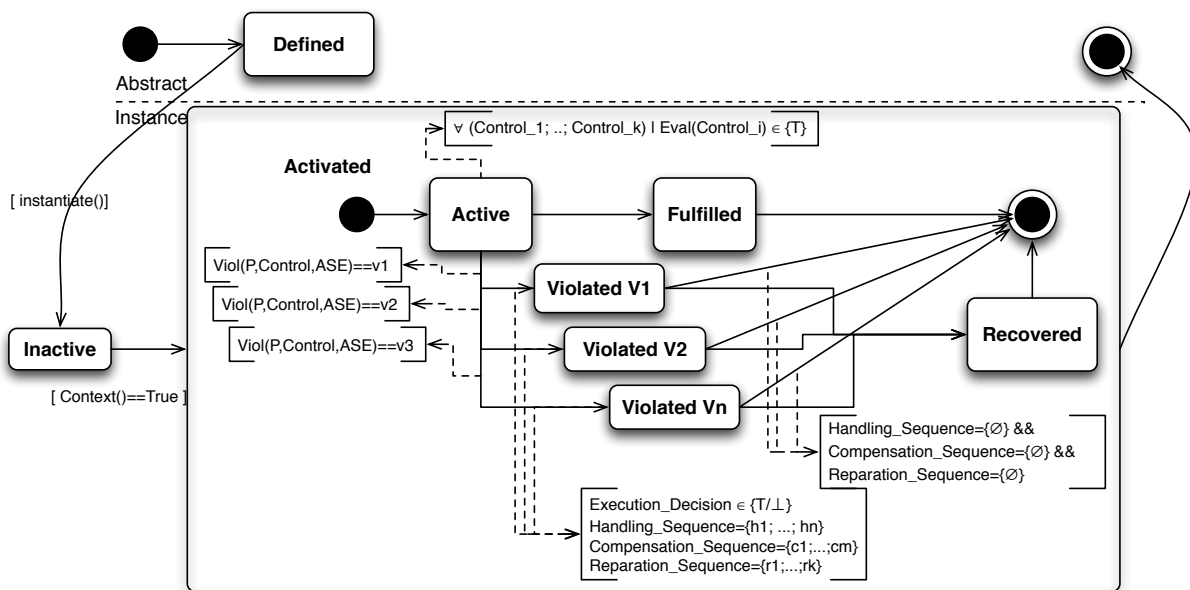 Defined
Abstract
Instance
∀ (Control_1; ..; Control_k) | Eval(Control_i) ∈ {T}
Activated
[ instantiate()]
Active
Fulfilled
Viol(P,Control,ASE)==v1
Violated V1
Viol(P,Control,ASE)==v2
Recovered
Viol(P,Control,ASE)==v3
Inactive
Violated V2
[ Context()==True ]
Violated Vn
Handling_Sequence={∅} &&
Compensation_Sequence={∅} &&
Reparation_Sequence={∅}
Execution_Decision ∈ {T/⊥}
Handling_Sequence={h1; ...; hn}
Compensation_Sequence={c1;...;cm}
Reparation_Sequence={r1;...;rk}